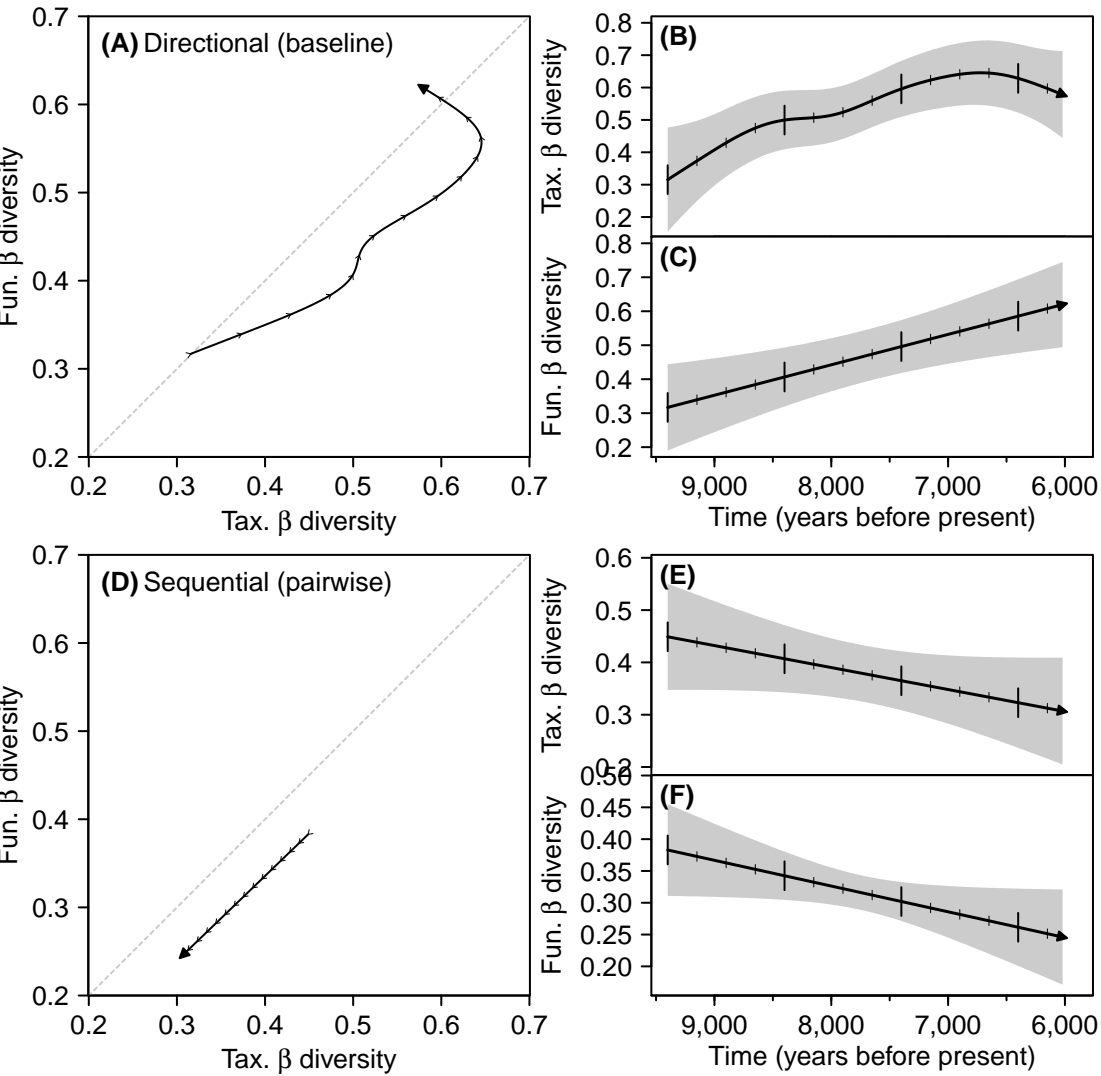 (A) Directional (baseline)
Fun. β diversity
0.7
0.6
0.5
0.4
0.3
0.2
0.2 0.3 0.4 0.5 0.6 0.7
Tax. β diversity
(B)
Tax. β diversity
0.8
0.7
0.6
0.5
0.4
0.3
0.2
(C)
Fun. β diversity
0.8
0.7
0.6
0.5
0.4
0.3
0.2
9,000 8,000 7,000 6,000
Time (years before present)
(D) Sequential (pairwise)
Fun. β diversity
0.7
0.6
0.5
0.4
0.3
0.2
0.2 0.3 0.4 0.5 0.6 0.7
Tax. β diversity
(E)
Tax. β diversity
0.6
0.5
0.4
0.3
0.2
(F)
Fun. β diversity
0.50
0.45
0.40
0.35
0.30
0.25
0.20
9,000 8,000 7,000 6,000
Time (years before present)